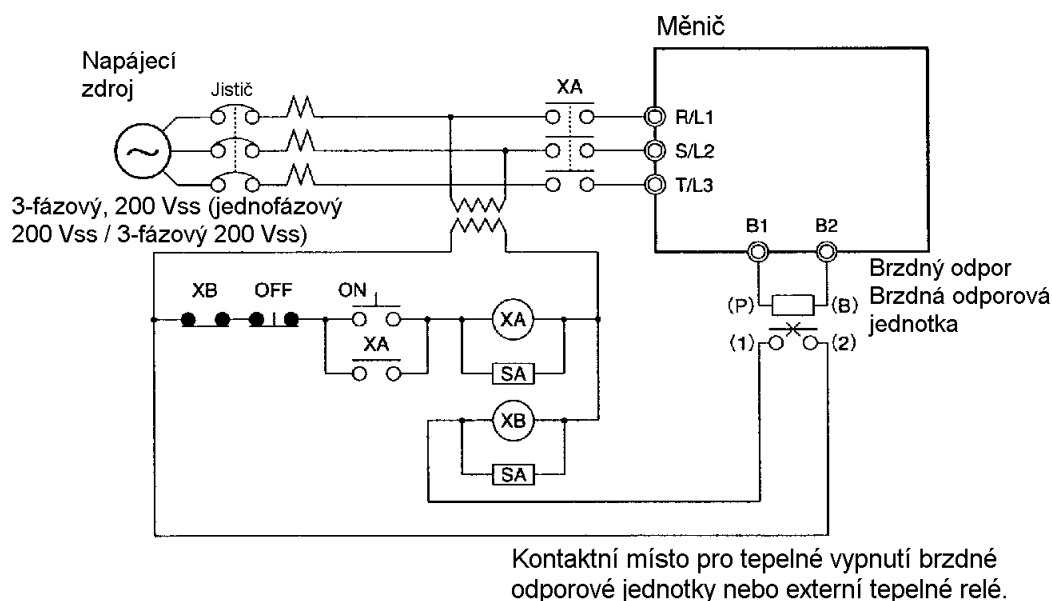 Měnič
Napájecí
zdroj
Jistič
XA
R/L1
S/L2
T/L3
3-fázový, 200 Vss (jednofázový
200 Vss / 3-fázový 200 Vss)
B1 B2
Brzdný odpor
Brzdná odporová
jednotka
XB OFF ON
XA
XA
SA
(P) (B)
(1) (2)
XB
SA
Kontaktní místo pro tepelné vypnutí brzdné
odporové jednotky nebo externí tepelné relé.